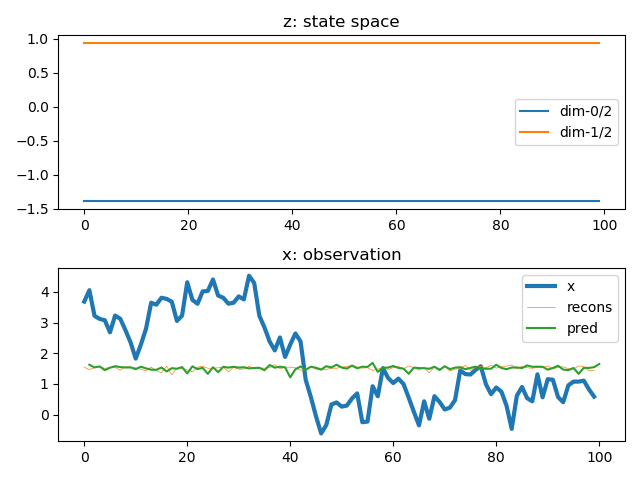 z: state space
1.0
0.5
0.0
−0.5
−1.0
−1.5
dim-0/2
dim-1/2
0 20 40 60 80 100
x: observation
4
3
2
1
0
x
recons
pred
0 20 40 60 80 100